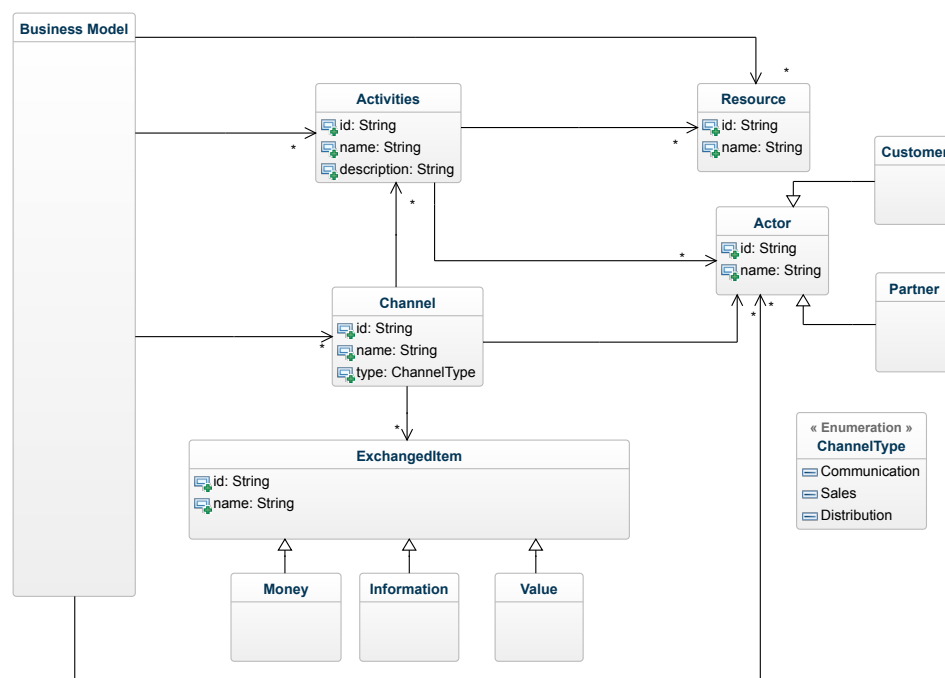 Business Model
*
Activities
id: String
name: String
description: String
*
*
Resource
id: String
name: String
*
Customer
Actor
id: String
name: String
*
*
*
Partner
Channel
id: String
name: String
type: ChannelType
*
*
ExchangedItem
id: String
name: String
« Enumeration »
ChannelType
Communication
Sales
Distribution
Money
Information
Value